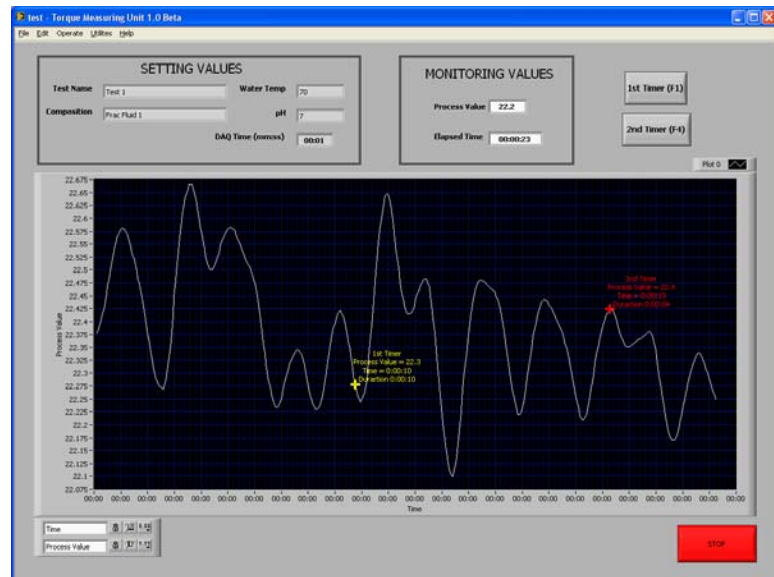 test - Torque Measuring Unit 1.0 Beta
File Edit Operate Utilites Help
SETTING VALUES
Test Name Test 1 Water Temp 70
Composition Frac Fluid 1 pH 7
DAQ Time (mm:ss) 00:01
MONITORING VALUES
Process Value 22.2
Elapsed Time 00:00:23
1st Timer (F1)
2nd Timer (F4)
Plot 0
Process Value
22.675
22.65
22.625
22.6
22.575
22.55
22.525
22.5
22.475
22.45
22.425
22.4
22.375
22.35
22.325
22.3
22.275
22.25
22.225
22.2
22.175
22.15
22.125
22.1
22.075
1st Timer
Process Value = 22.3
Time = 0:00:10
Durartion 0:00:10
2nd Timer
Process Value = 22.4
00:00 00:00 00:00 00:00 00:00 00:00 00:00 00:00 00:00 00:00 00:00 00:00 00:00 00:00 00:00 00:00 00:00 00:00 00:00 00:00 00:00 00:00 00:00 00:00
Time
Time
Process Value
STOP